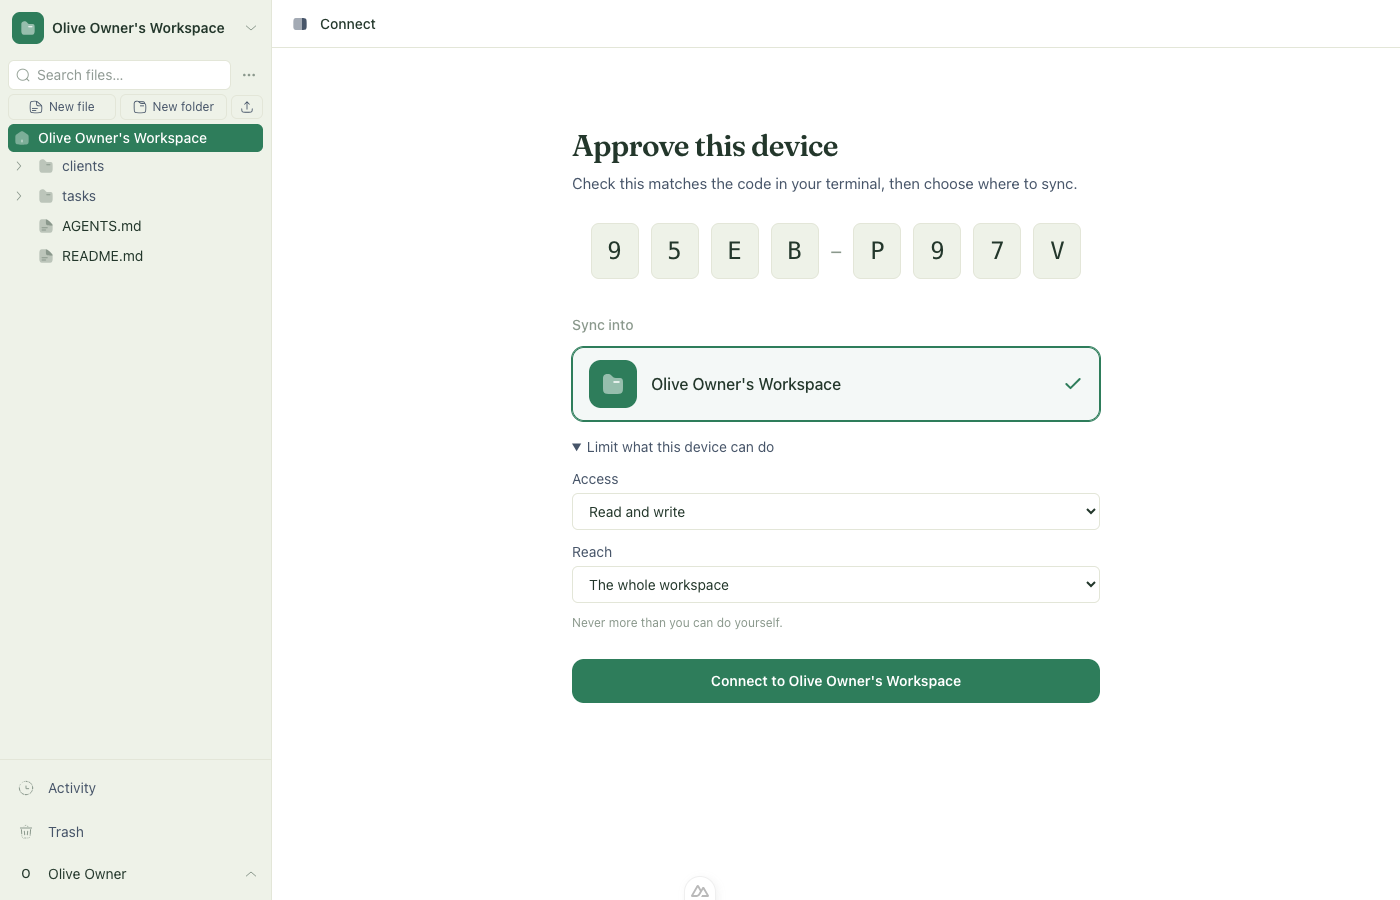 Olive Owner's Workspace
Search files...
New file
New folder
Olive Owner's Workspace
clients
tasks
AGENTS.md
README.md
Activity
Trash
O Olive Owner
Connect
Approve this device
Check this matches the code in your terminal, then choose where to sync.
9 5 E B – P 9 7 V
Sync into
Olive Owner's Workspace
Limit what this device can do
Access
Read and write
Reach
The whole workspace
Never more than you can do yourself.
Connect to Olive Owner's Workspace